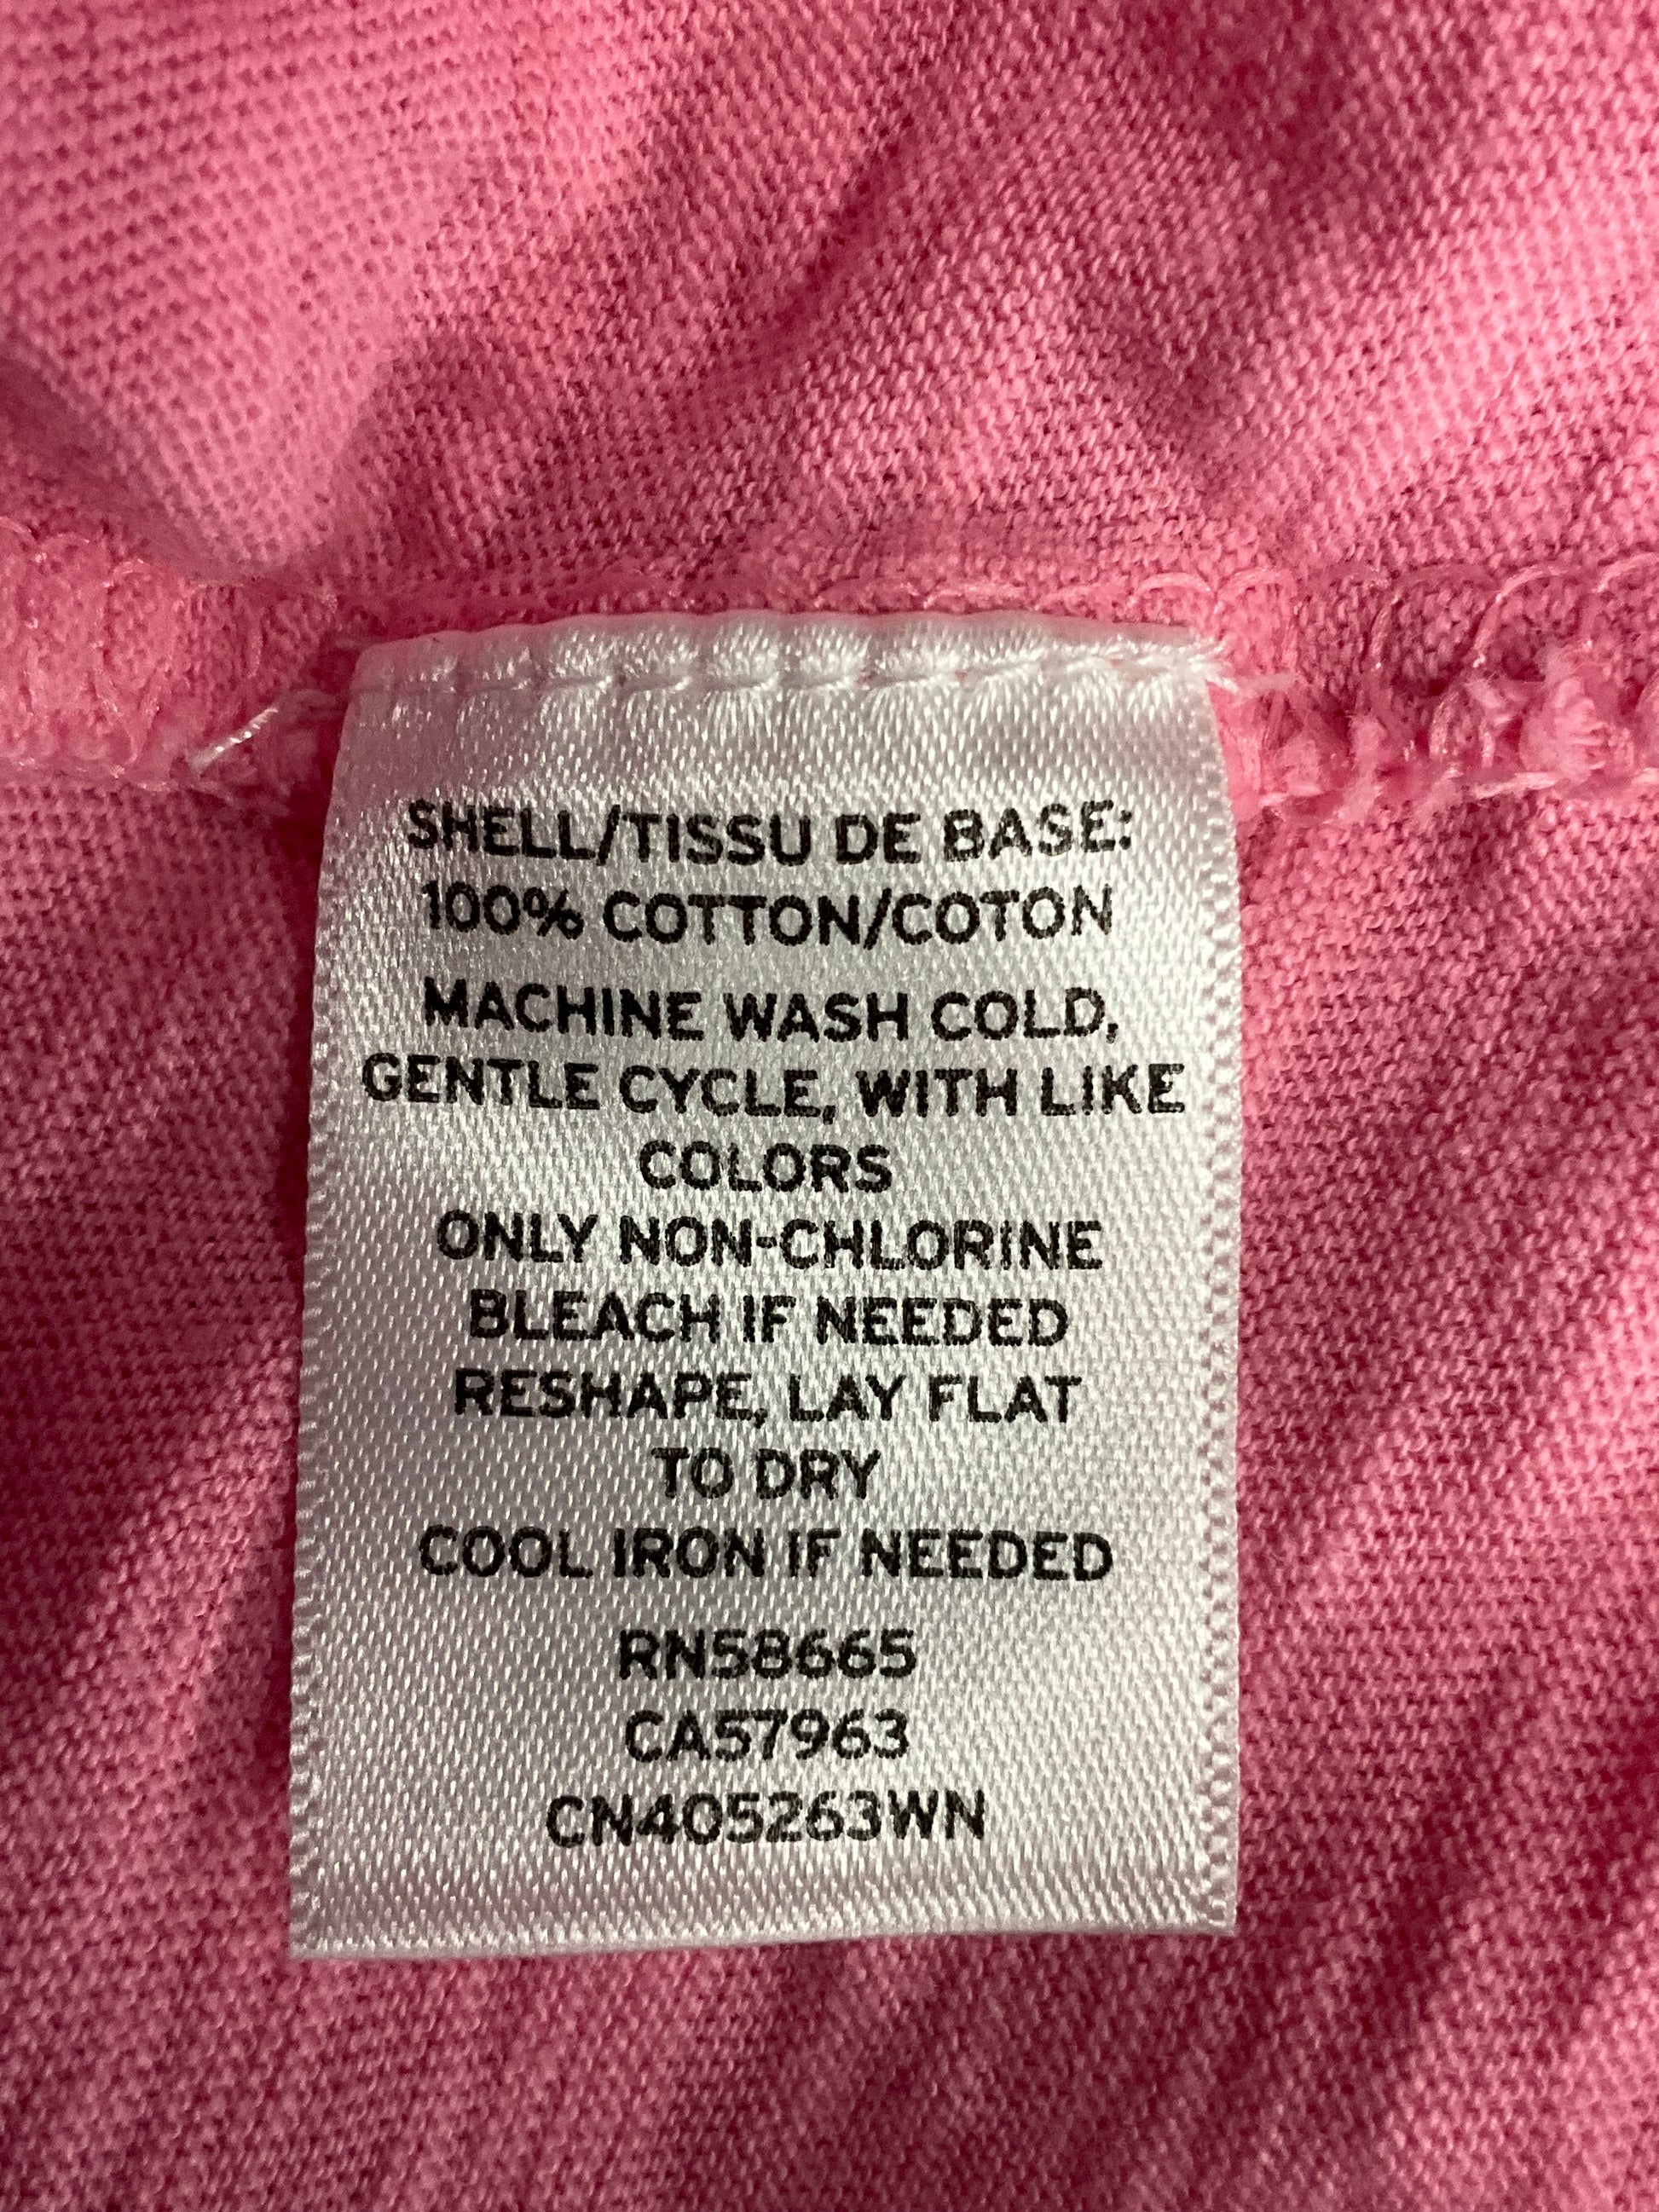 SHELL/TISSU DE BASE:
100% COTTON/COTON
MACHINE WASH COLD,
GENTLE CYCLE, WITH LIKE
COLORS
ONLY NON-CHLORINE
BLEACH IF NEEDED
RESHAPE, LAY FLAT
TO DRY
COOL IRON IF NEEDED
RN58665
CA57963
CN405263WN